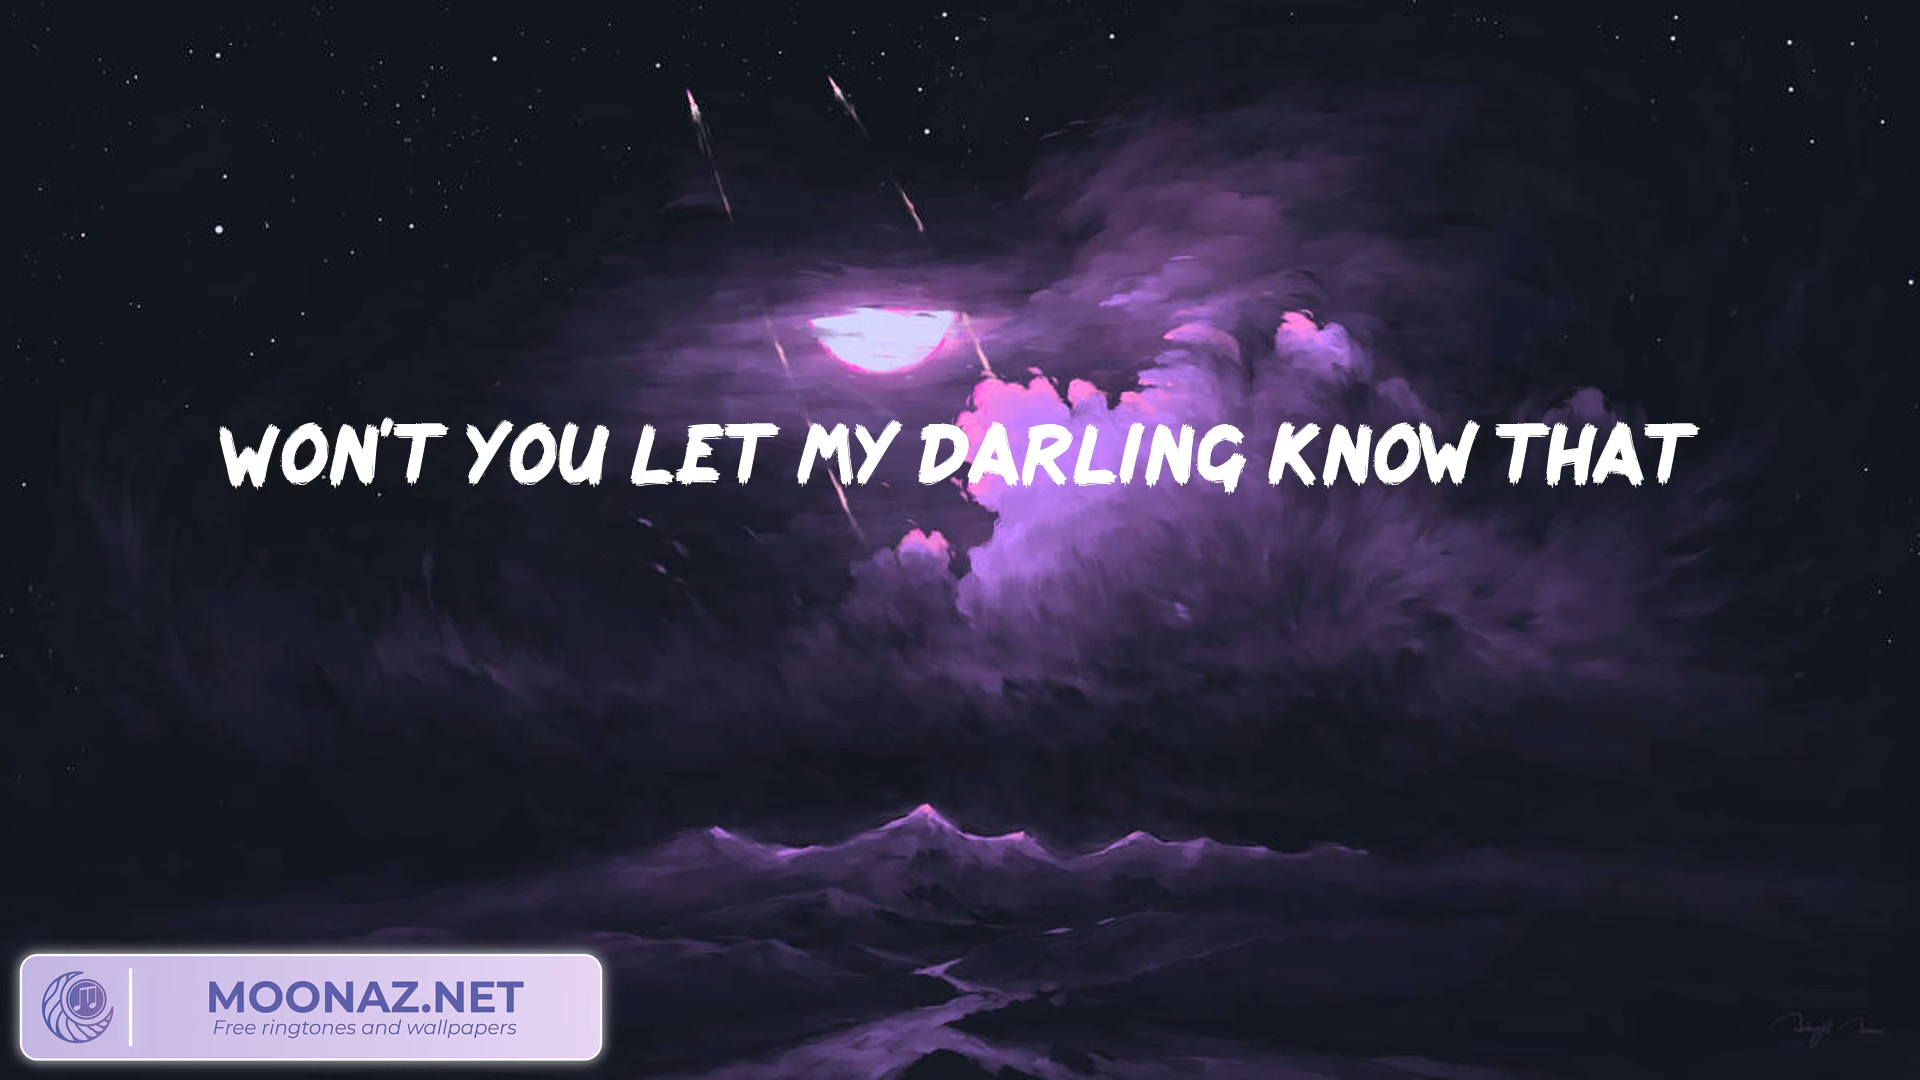 WON'T YOU LET MY DARLING KNOW THAT
MOONAZ.NET
Free ringtones and wallpapers